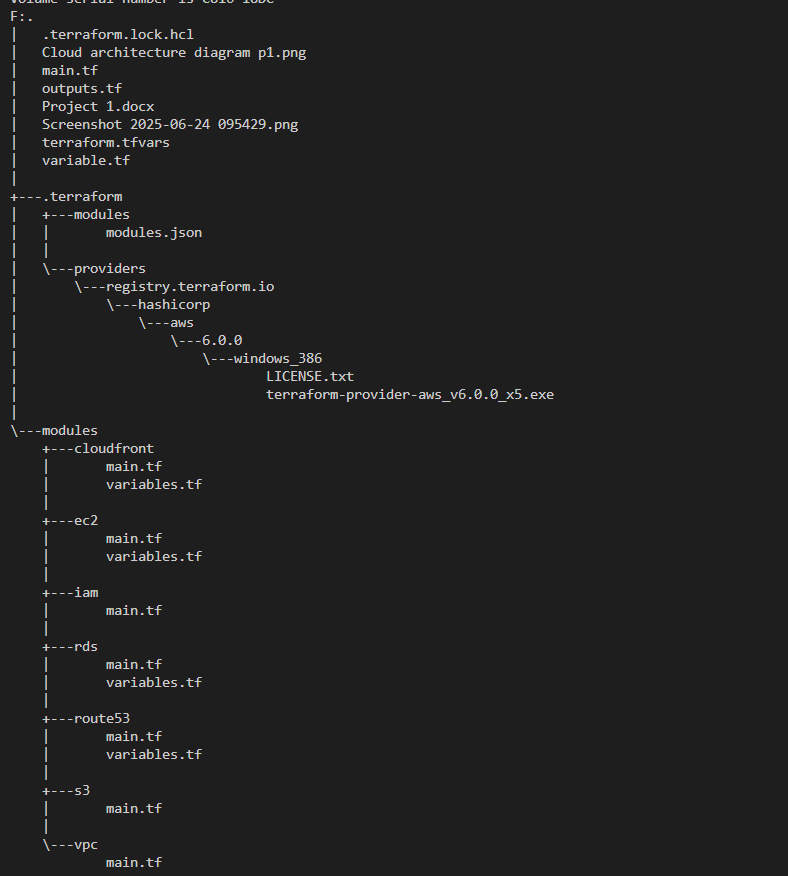 Volume serial number is
F:.
│   .terraform.lock.hcl
│   Cloud architecture diagram p1.png
│   main.tf
│   outputs.tf
│   Project 1.docx
│   Screenshot 2025-06-24 095429.png
│   terraform.tfvars
│   variable.tf
│
+---.terraform
│   +---modules
│   │       modules.json
│   │
│   \---providers
│       \---registry.terraform.io
│           \---hashicorp
│               \---aws
│                   \---6.0.0
│                       \---windows_386
│                               LICENSE.txt
│                               terraform-provider-aws_v6.0.0_x5.exe
│
\---modules
    +---cloudfront
    │       main.tf
    │       variables.tf
    │
    +---ec2
    │       main.tf
    │       variables.tf
    │
    +---iam
    │       main.tf
    │
    +---rds
    │       main.tf
    │       variables.tf
    │
    +---route53
    │       main.tf
    │       variables.tf
    │
    +---s3
    │       main.tf
    │
    \---vpc
            main.tf